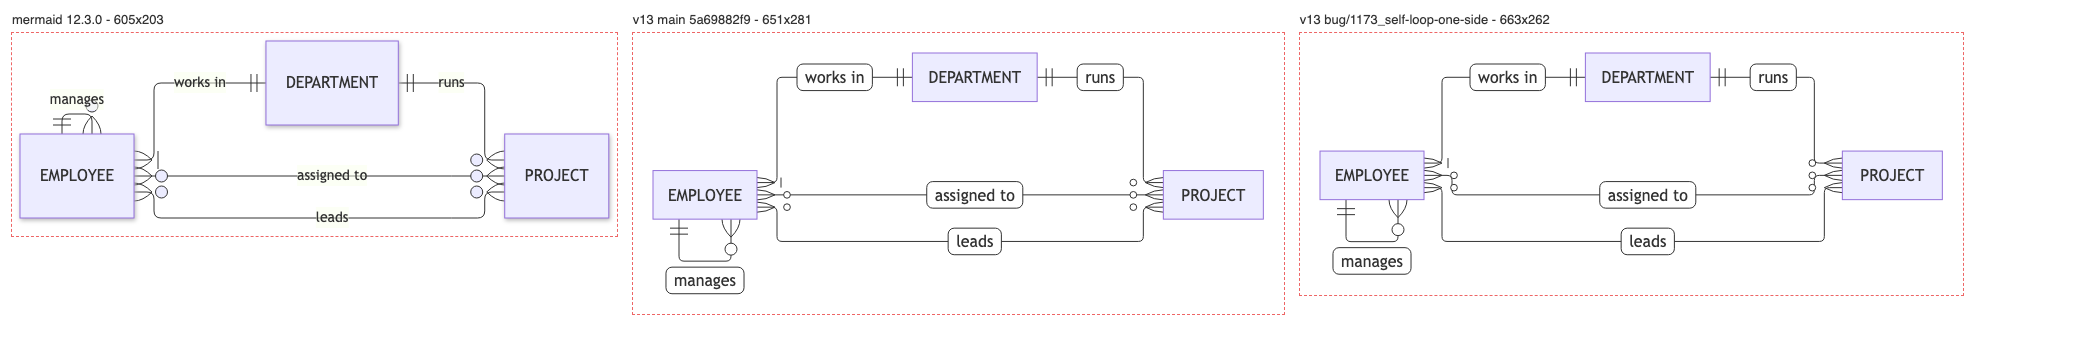 mermaid 12.3.0 - 605x203
works in
DEPARTMENT
runs
manages
EMPLOYEE
assigned to
PROJECT
leads
v13 main 5a69882f9 - 651x281
works in
DEPARTMENT
runs
EMPLOYEE
assigned to
PROJECT
leads
manages
v13 bug/1173_self-loop-one-side - 663x262
works in
DEPARTMENT
runs
EMPLOYEE
PROJECT
assigned to
leads
manages